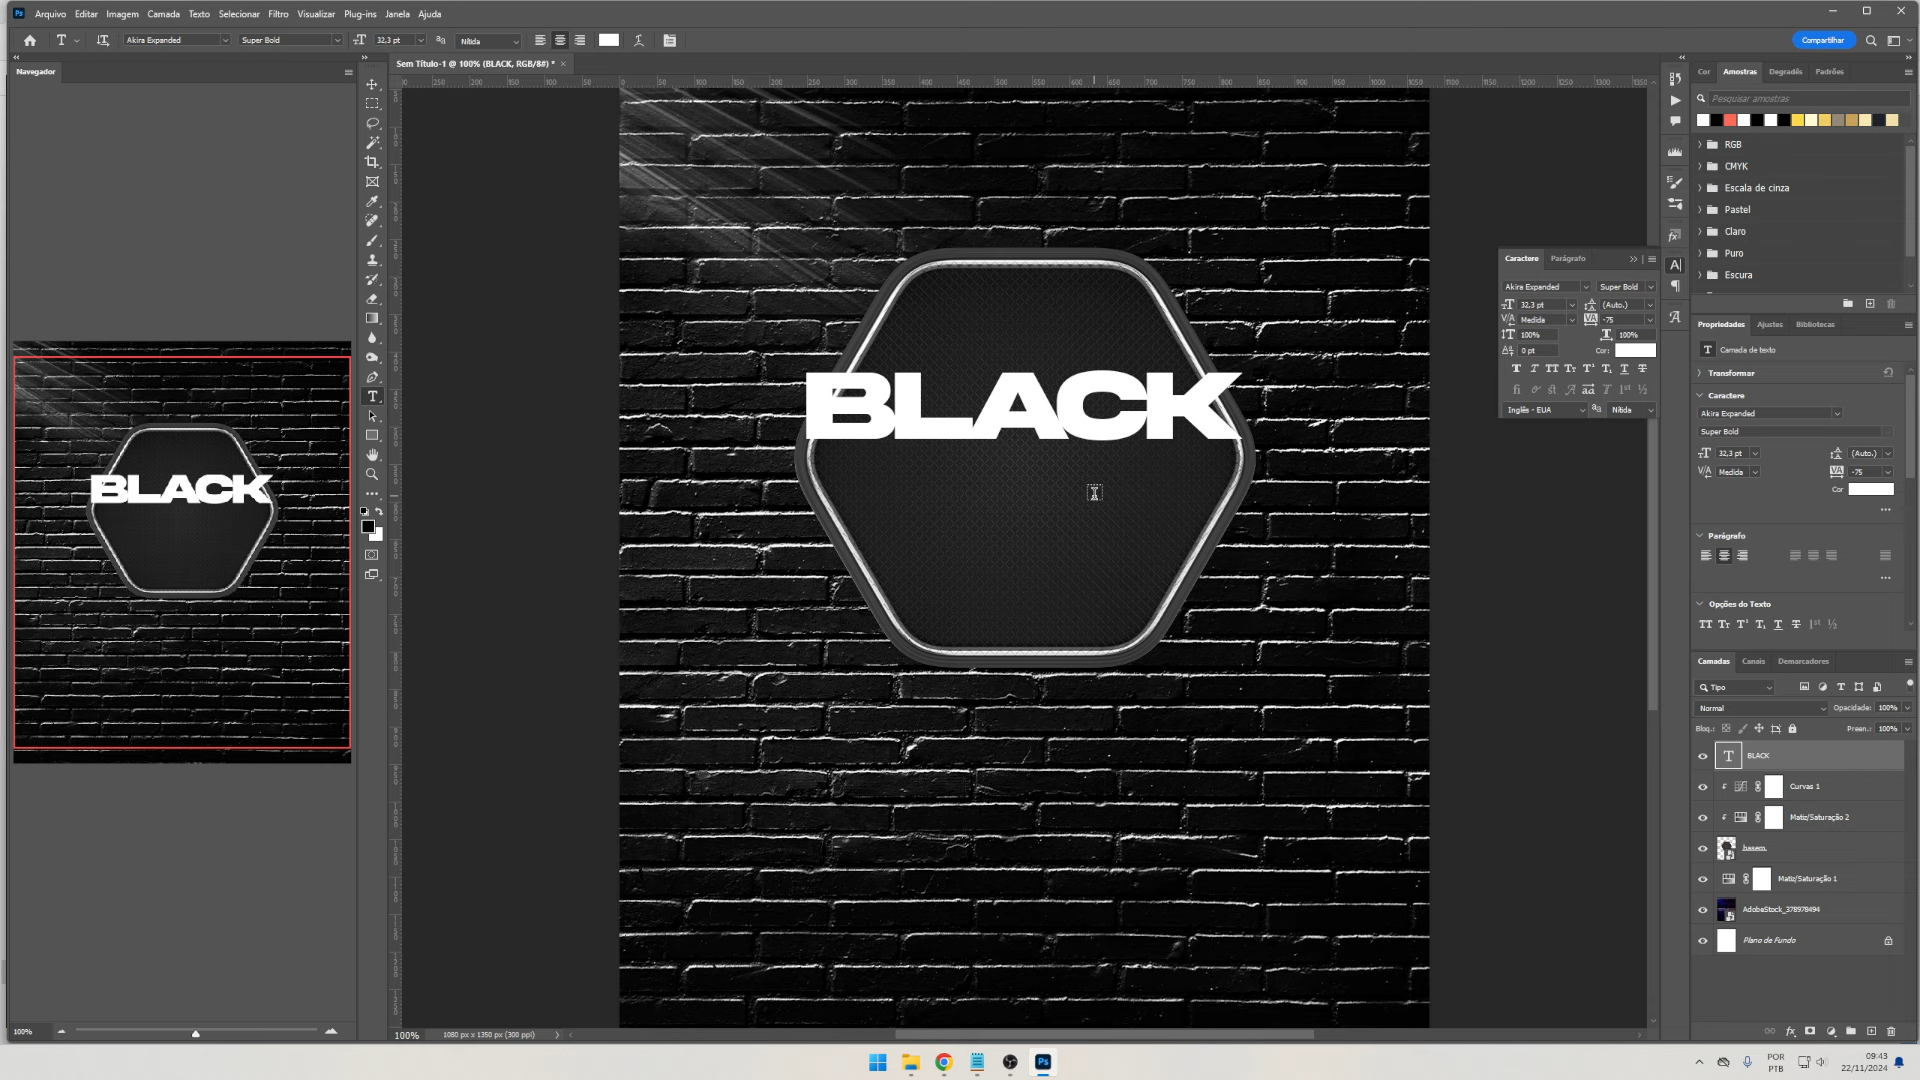 Arquivo Editar Imagem Camada Texto Selecionar Filtro Visualizar Plug-ins Janela Ajuda
Akira Expanded Super Bold 32,3 pt Nítida Compartilhar
Navegador
Sem Título-1 @ 100% (BLACK, RGB/8#) *
Cor Amostras Degradês Padrões
Pesquisar amostras
RGB
CMYK
Escala de cinza
Pastel
Claro
Puro
Escura
Caractere Parágrafo
Akira Expanded Super Bold
32,3 pt (Auto.)
Medida -75
100% 100%
0 pt Cor:
Inglês - EUA Nítida
BLACK
BLACK
Propriedades Ajustes Bibliotecas
Camada de texto
Transformar
Caractere
Akira Expanded
Super Bold
32,3 pt (Auto.)
Medida -75
Cor
Parágrafo
Opções do Texto
Camadas Canais Demarcadores
Tipo
Normal Opacidade: 100%
Bloq.: Preen.: 100%
BLACK
Curvas 1
Matiz/Saturação 2
basem
Matiz/Saturação 1
AdobeStock_378978494
Plano de Fundo
100%
100% 1080 px x 1350 px (300 ppi)
POR
PTB
09:43
22/11/2024